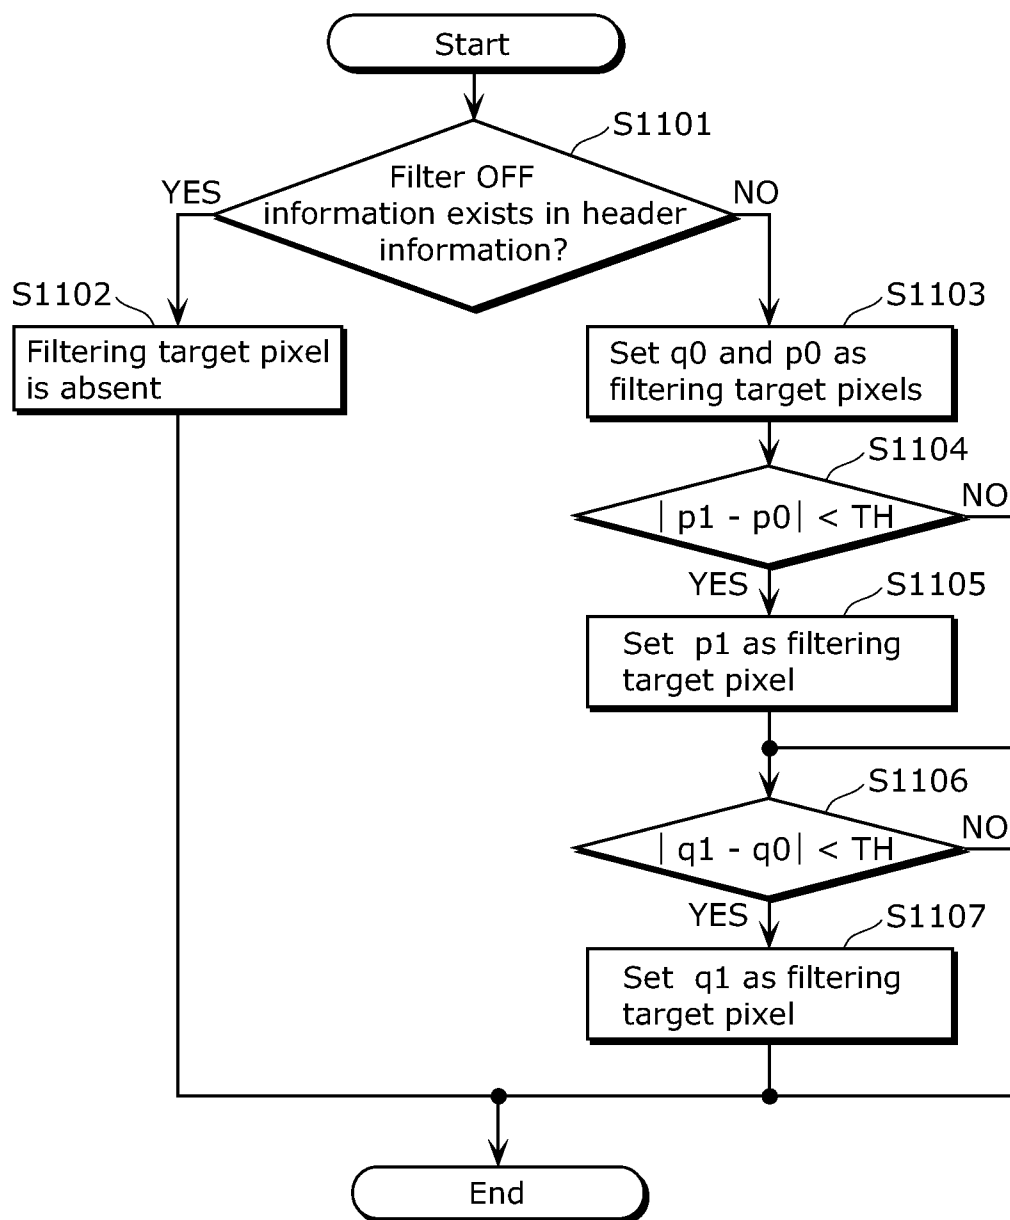 Start
S1101
Filter OFF
information exists in header
information?
YES
NO
S1102
Filtering target pixel
is absent
S1103
Set q0 and p0 as
filtering target pixels
S1104
| p1 - p0| < TH
NO
YES
S1105
Set p1 as filtering
target pixel
S1106
| q1 - q0| < TH
NO
YES
S1107
Set q1 as filtering
target pixel
End